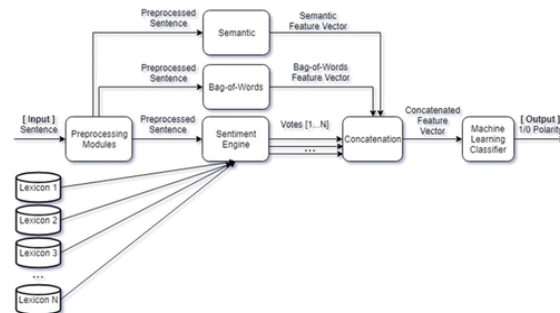 Preprocessed
Sentence
Semantic
Semantic
Feature Vector
Preprocessed
Sentence
Bag-of-Words
Bag-of-Words
Feature Vector
[ Input ]
Sentence
Preprocessing
Modules
Preprocessed
Sentence
Sentiment
Engine
Votes [1...N]
...
Concatenation
Concatenated
Feature
Vector
Machine
Learning
Classifier
[ Output ]
1/0 Polarity
Lexicon 1
Lexicon 2
Lexicon 3
...
Lexicon N